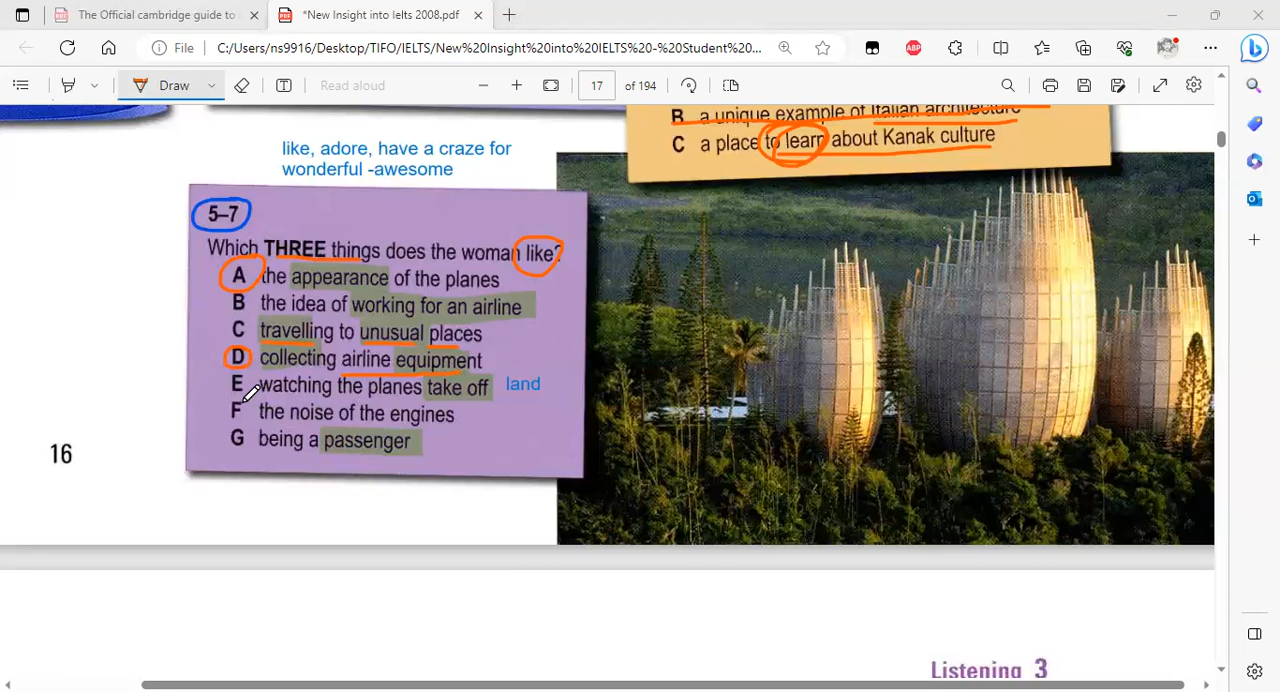 The Official cambridge guide to
*New Insight into Ielts 2008.pdf
File
C:/Users/ns9916/Desktop/TIFO/IELTS/New%20Insight%20into%20IELTS%20-%20Student%20...
ABP
Draw
Read aloud
17
of 194
B a unique example of Italian architecture
C a place to learn about Kanak culture
like, adore, have a craze for
wonderful -awesome
5–7
Which THREE things does the woman like?
A the appearance of the planes
B the idea of working for an airline
C travelling to unusual places
D collecting airline equipment
E watching the planes take off land
F the noise of the engines
G being a passenger
16
Listening 3